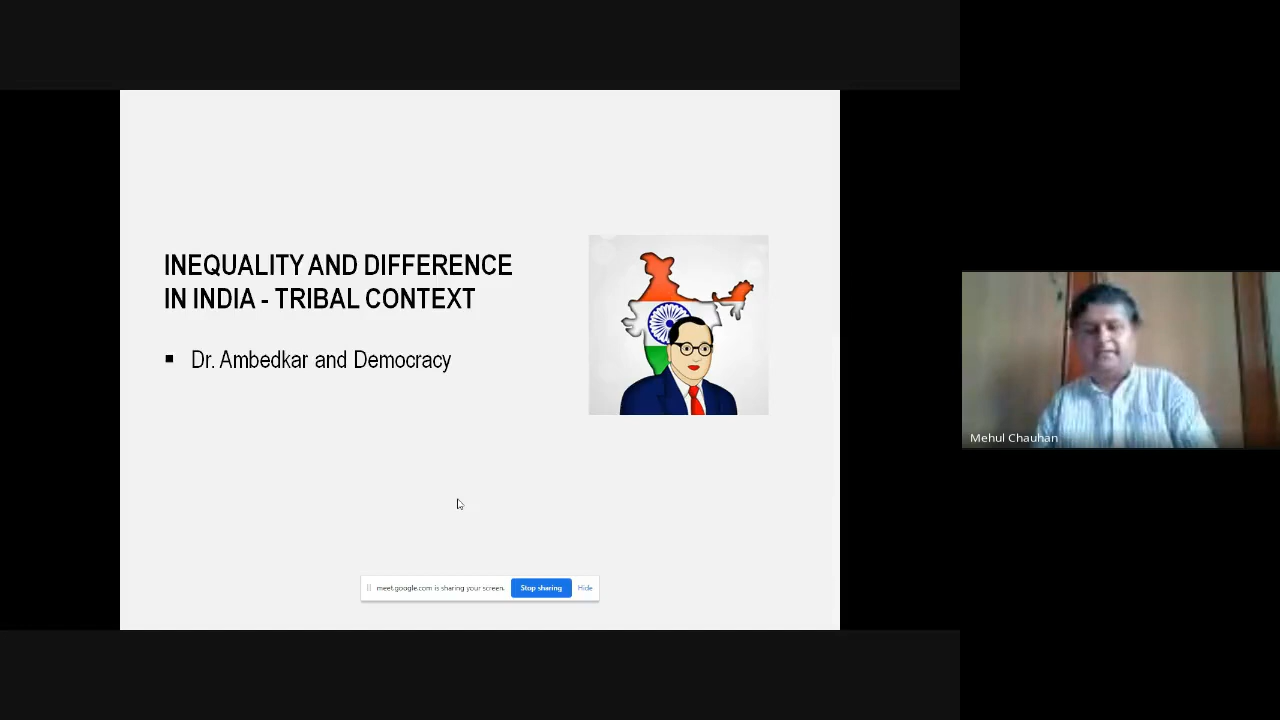 INEQUALITY AND DIFFERENCE
IN INDIA - TRIBAL CONTEXT
▪ Dr. Ambedkar and Democracy
meet.google.com is sharing your screen. Stop sharing Hide
Mehul Chauhan